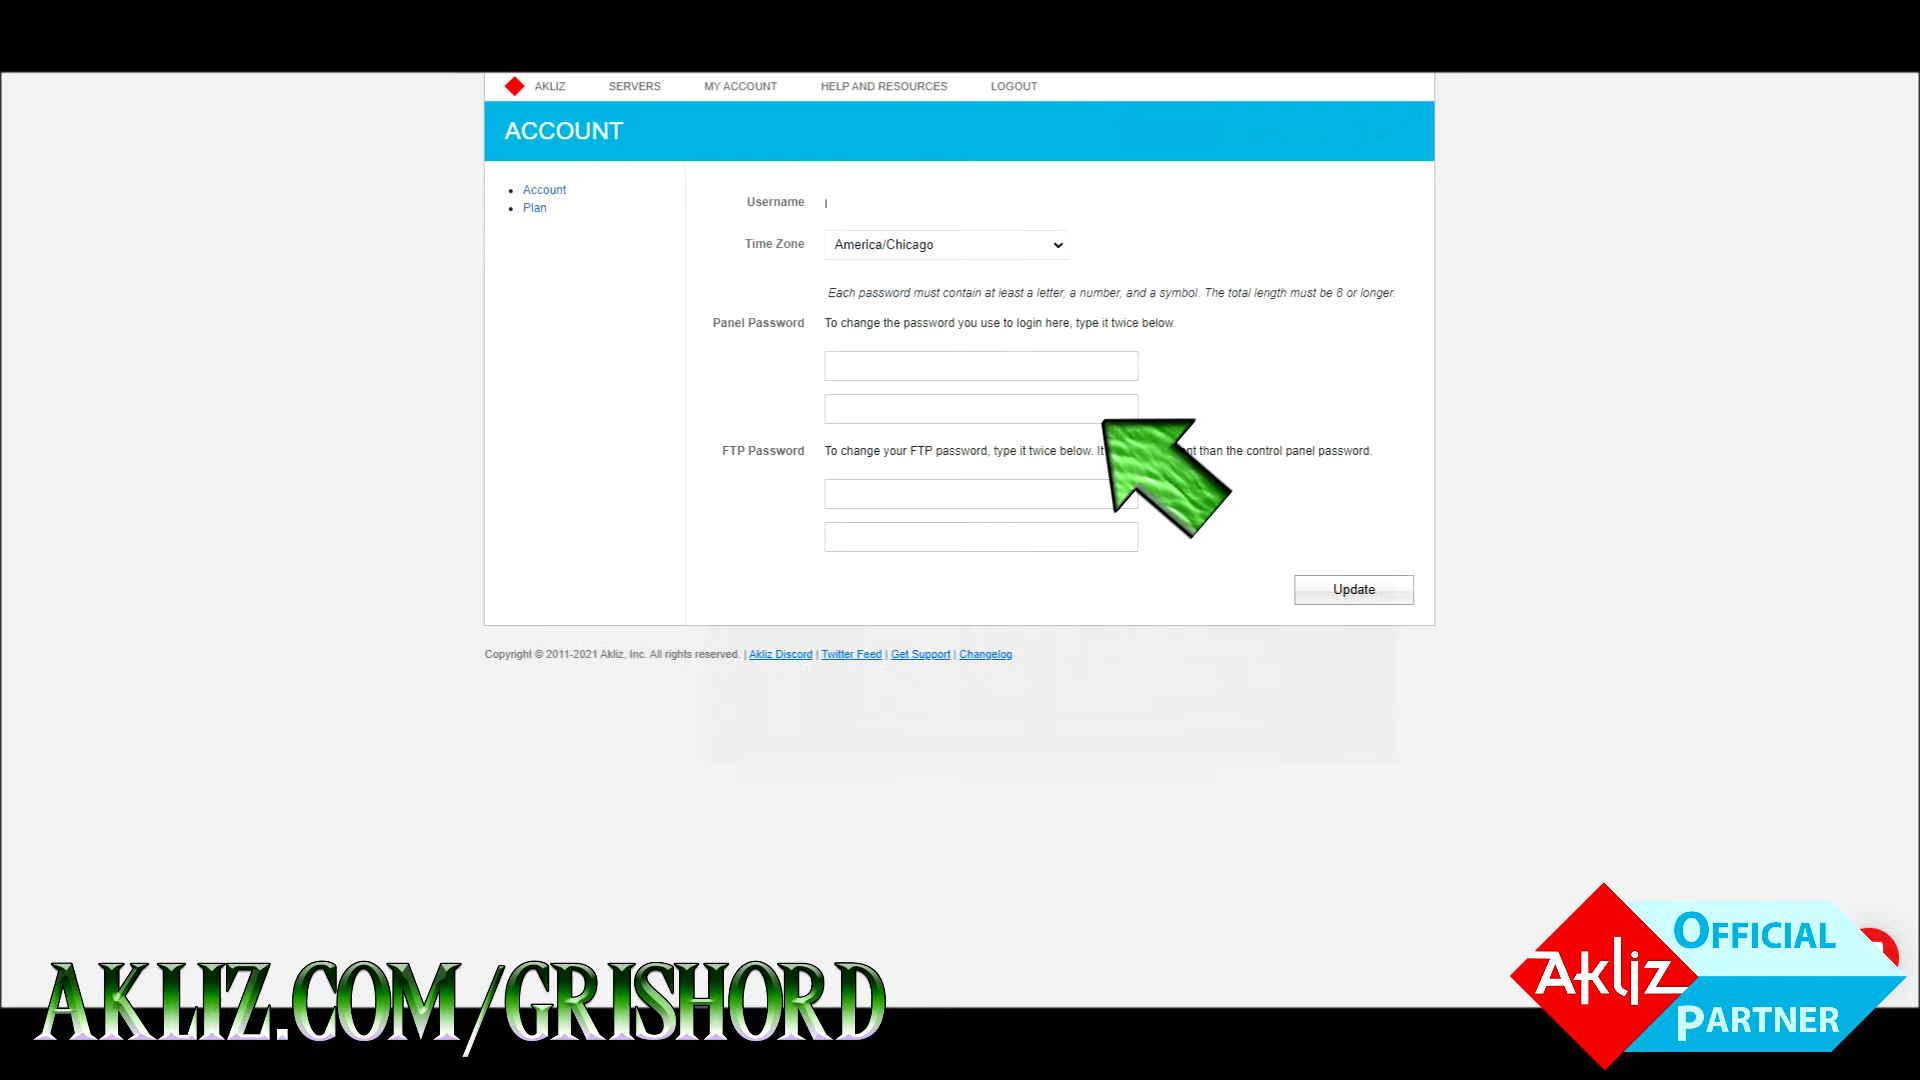 AKLIZ SERVERS MY ACCOUNT HELP AND RESOURCES LOGOUT
ACCOUNT
Account
Plan
Username
Time Zone America/Chicago
Each password must contain at least a letter, a number, and a symbol. The total length must be 8 or longer.
Panel Password To change the password you use to login here, type it twice below.
FTP Password To change your FTP password, type it twice below. It than the control panel password.
Update
Copyright © 2011-2021 Akliz, Inc. All rights reserved. | Akliz Discord | Twitter Feed | Get Support | Changelog
OFFICIAL
Akliz
PARTNER
AKLIZ.COM/GRISHORD